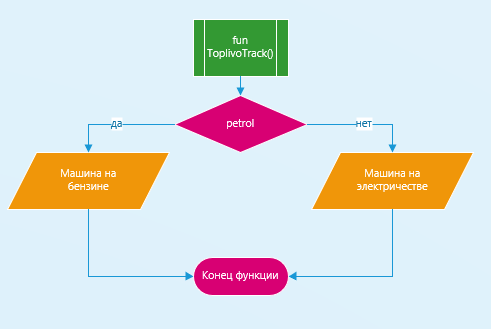 fun
ToplivoTrack()
petrol
да
нет
Машина на
бензине
Машина на
электричестве
Конец функции